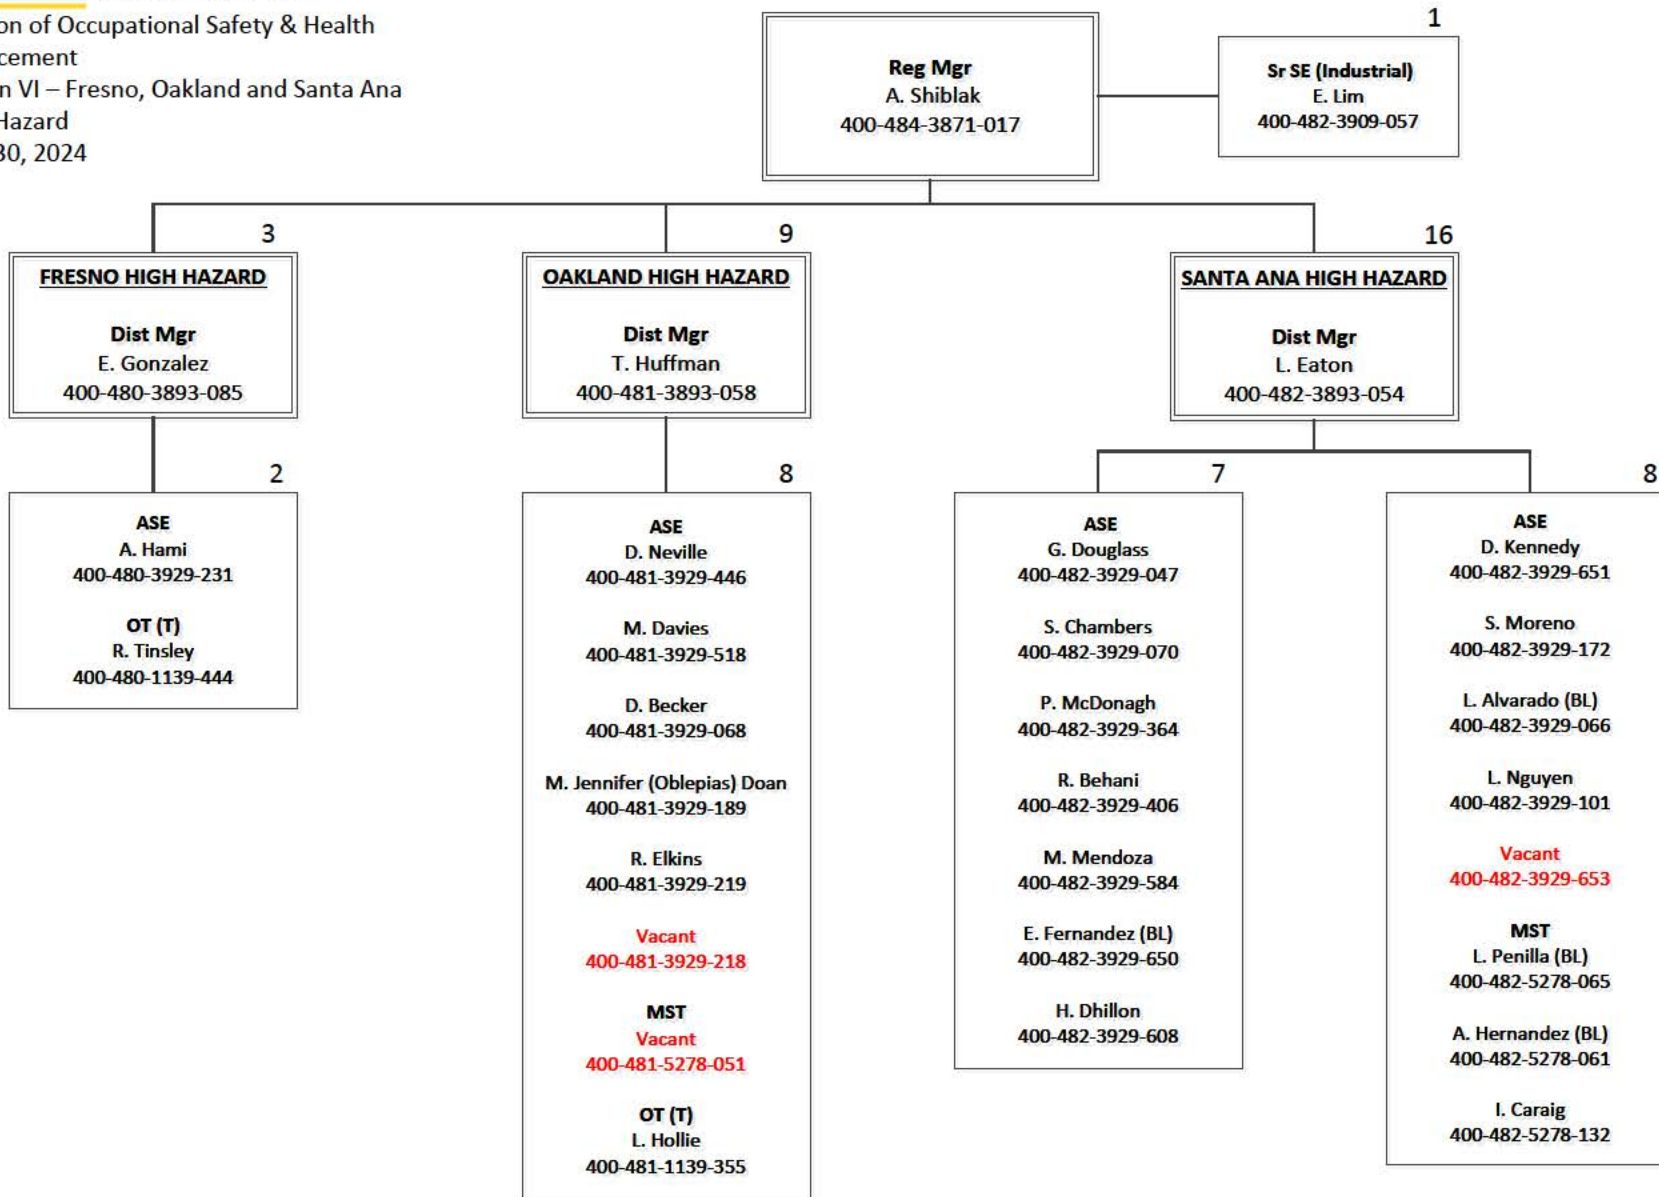 on of Occupational Safety & Health
cement
n VI – Fresno, Oakland and Santa Ana
Hazard
30, 2024
Reg Mgr
A. Shiblak
400-484-3871-017
1
Sr SE (Industrial)
E. Lim
400-482-3909-057
3
FRESNO HIGH HAZARD
Dist Mgr
E. Gonzalez
400-480-3893-085
9
OAKLAND HIGH HAZARD
Dist Mgr
T. Huffman
400-481-3893-058
16
SANTA ANA HIGH HAZARD
Dist Mgr
L. Eaton
400-482-3893-054
2
ASE
A. Hami
400-480-3929-231
OT (T)
R. Tinsley
400-480-1139-444
8
ASE
D. Neville
400-481-3929-446
M. Davies
400-481-3929-518
D. Becker
400-481-3929-068
M. Jennifer (Oblepias) Doan
400-481-3929-189
R. Elkins
400-481-3929-219
Vacant
400-481-3929-218
MST
Vacant
400-481-5278-051
OT (T)
L. Hollie
400-481-1139-355
7
ASE
G. Douglass
400-482-3929-047
S. Chambers
400-482-3929-070
P. McDonagh
400-482-3929-364
R. Behani
400-482-3929-406
M. Mendoza
400-482-3929-584
E. Fernandez (BL)
400-482-3929-650
H. Dhillon
400-482-3929-608
8
ASE
D. Kennedy
400-482-3929-651
S. Moreno
400-482-3929-172
L. Alvarado (BL)
400-482-3929-066
L. Nguyen
400-482-3929-101
Vacant
400-482-3929-653
MST
L. Penilla (BL)
400-482-5278-065
A. Hernandez (BL)
400-482-5278-061
I. Caraig
400-482-5278-132